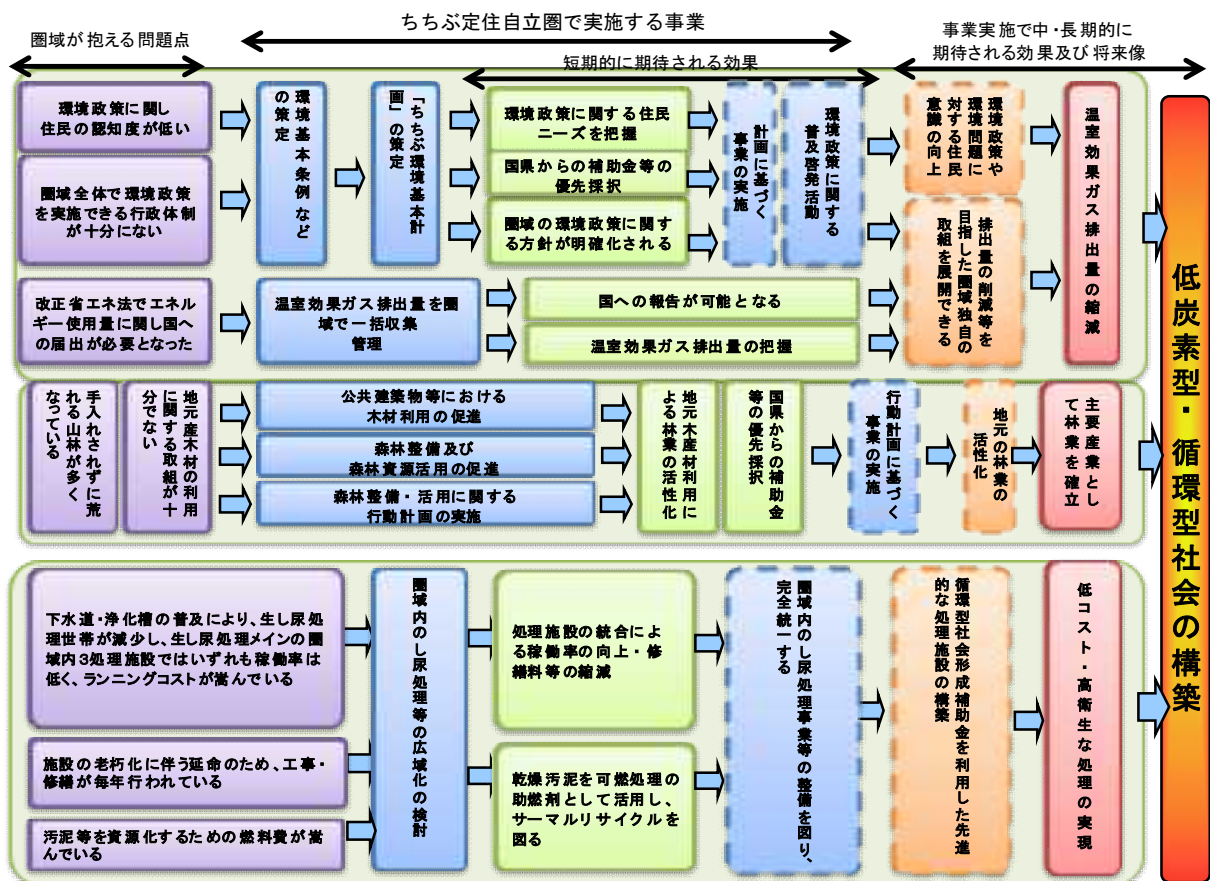 ちちぶ定住自立圏で実施する事業
圏域が抱える問題点
事業実施で中・長期的に
期待される効果及び将来像
短期的に期待される効果
環境政策に関し
住民の認知度が低い
圏域全体で環境政策
を実施できる行政体制
が十分にない
環境基本条例など
の策定
「ちちぶ環境基本計
画」の策定
環境政策に関する住民
ニーズを把握
国県からの補助金等の
優先採択
圏域の環境政策に関す
る方針が明確化される
計画に基づく
事業の実施
環境政策に関する
普及啓発活動
環境政策や
環境問題に
対する住民
意識の向上
排出量の削減等を
目指した圏域独自の
取組を展開できる
温室効果ガス排出量の縮減
改正省エネ法でエネル
ギー使用量に関し国へ
の届出が必要となった
温室効果ガス排出量を圏
域で一括収集
管理
国への報告が可能となる
温室効果ガス排出量の把握
手入れされずに荒
れる山林が多く
なっている
地元産木材の利用
に関する取組が十
分でない
公共建築物等における
木材利用の促進
森林整備及び
森林資源活用の促進
森林整備・活用に関する
行動計画の実施
地元木産材利用に
よる林業の活性化
国県からの補助金
等の優先採択
行動計画に基づく
事業の実施
地元の林業の
活性化
主要産業とし
て林業を確立
下水道・浄化槽の普及により、生し尿処
理世帯が減少し、生し尿処理メインの圏
域内3処理施設ではいずれも稼働率は
低く、ランニングコストが嵩んでいる
施設の老朽化に伴う延命のため、工事・
修繕が毎年行われている
汚泥等を資源化するための燃料費が嵩
んでいる
圏域内のし尿処理等の広域化の検討
処理施設の統合によ
る稼働率の向上・修
繕料等の縮減
乾燥汚泥を可燃処理の
助燃剤として活用し、
サーマルリサイクルを
図る
圏域内のし尿処理事業等の整備を図り、
完全統一する
循環型社会形成補助金を利用した先進
的な処理施設の構築
低コスト・高衛生な処理の実現
低炭素型・循環型社会の構築